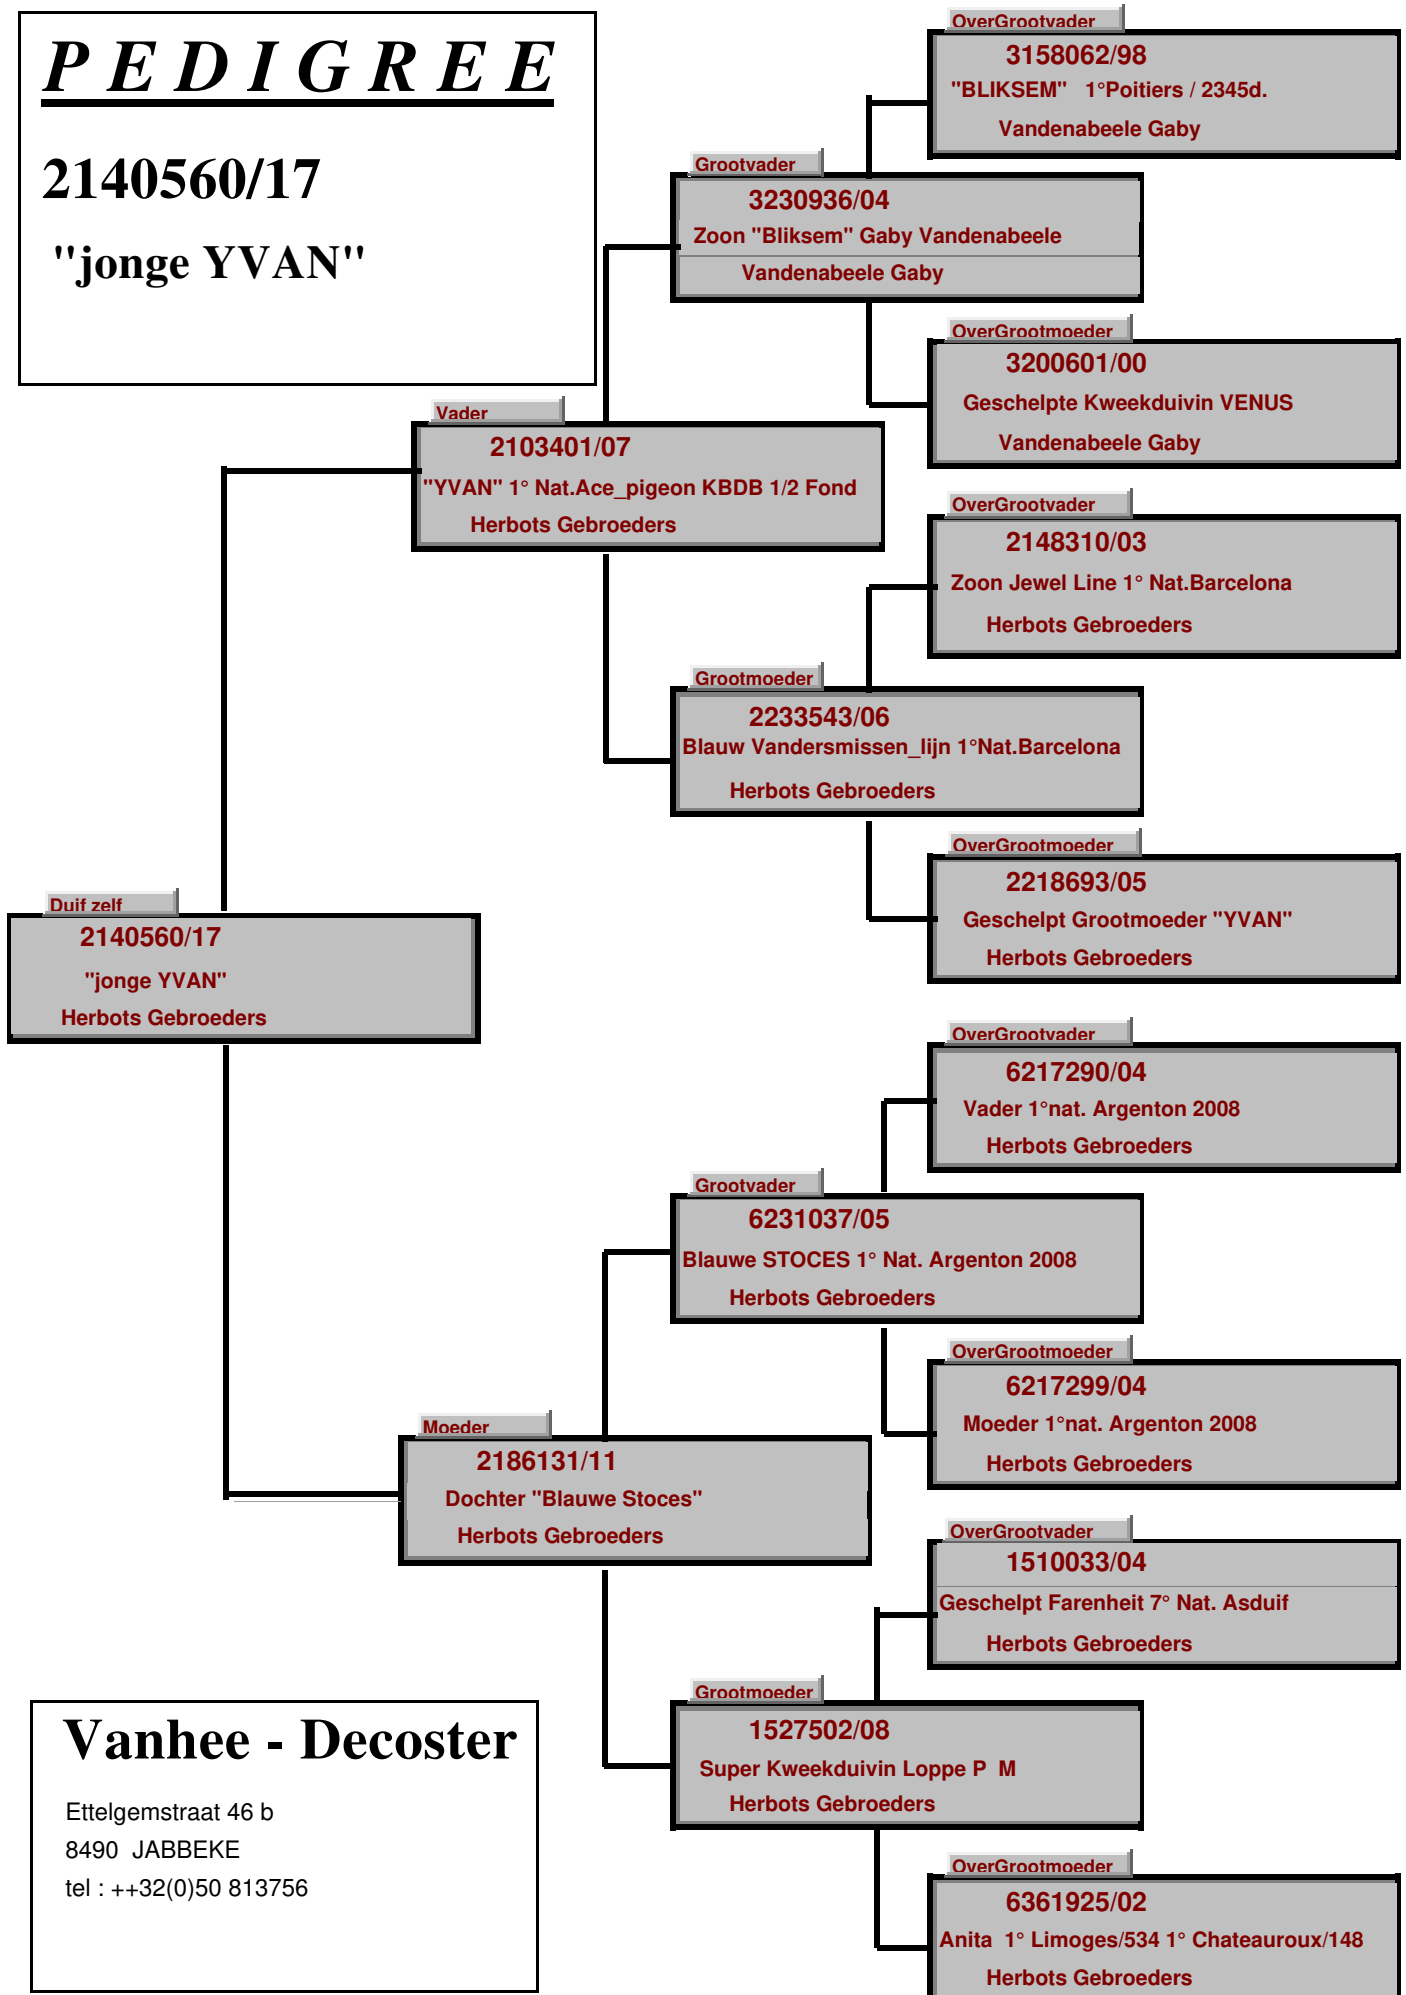 P E D I G R E E
2140560/17
"jonge YVAN"
OverGrootvader
3158062/98
"BLIKSEM" 1°Poitiers / 2345d.
Vandenabeele Gaby
Grootvader
3230936/04
Zoon "Bliksem" Gaby Vandenabeele
Vandenabeele Gaby
OverGrootmoeder
3200601/00
Geschelpte Kweekduivin VENUS
Vandenabeele Gaby
Vader
2103401/07
"YVAN" 1° Nat.Ace_pigeon KBDB 1/2 Fond
Herbots Gebroeders
OverGrootvader
2148310/03
Zoon Jewel Line 1° Nat.Barcelona
Herbots Gebroeders
Grootmoeder
2233543/06
Blauw Vandersmissen_lijn 1°Nat.Barcelona
Herbots Gebroeders
OverGrootmoeder
2218693/05
Geschelpt Grootmoeder "YVAN"
Herbots Gebroeders
Duif zelf
2140560/17
"jonge YVAN"
Herbots Gebroeders
OverGrootvader
6217290/04
Vader 1°nat. Argenton 2008
Herbots Gebroeders
Grootvader
6231037/05
Blauwe STOCES 1° Nat. Argenton 2008
Herbots Gebroeders
OverGrootmoeder
6217299/04
Moeder 1°nat. Argenton 2008
Herbots Gebroeders
Moeder
2186131/11
Dochter "Blauwe Stoces"
Herbots Gebroeders
OverGrootvader
1510033/04
Geschelpt Farenheit 7° Nat. Asduif
Herbots Gebroeders
Grootmoeder
1527502/08
Super Kweekduivin Loppe P M
Herbots Gebroeders
OverGrootmoeder
6361925/02
Anita 1° Limoges/534 1° Chateauroux/148
Herbots Gebroeders
Vanhee - Decoster
Ettelgemstraat 46 b
8490 JABBEKE
tel : ++32(0)50 813756